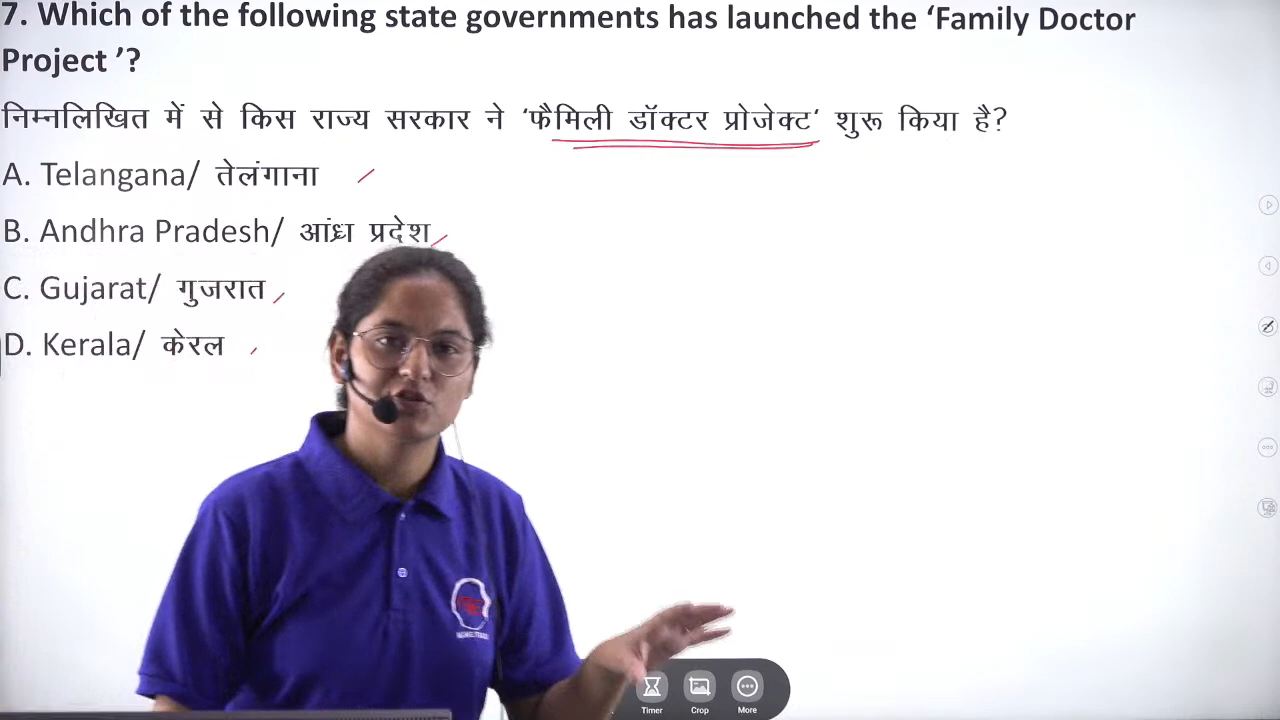 7. Which of the following state governments has launched the ‘Family Doctor
Project ’?
निम्नलिखित में से किस राज्य सरकार ने ‘फैमिली डॉक्टर प्रोजेक्ट‘ शुरू किया है?
A. Telangana/ तेलंगाना
B. Andhra Pradesh/ आंध्र प्रदेश
C. Gujarat/ गुजरात
D. Kerala/ केरल
Timer Crop More